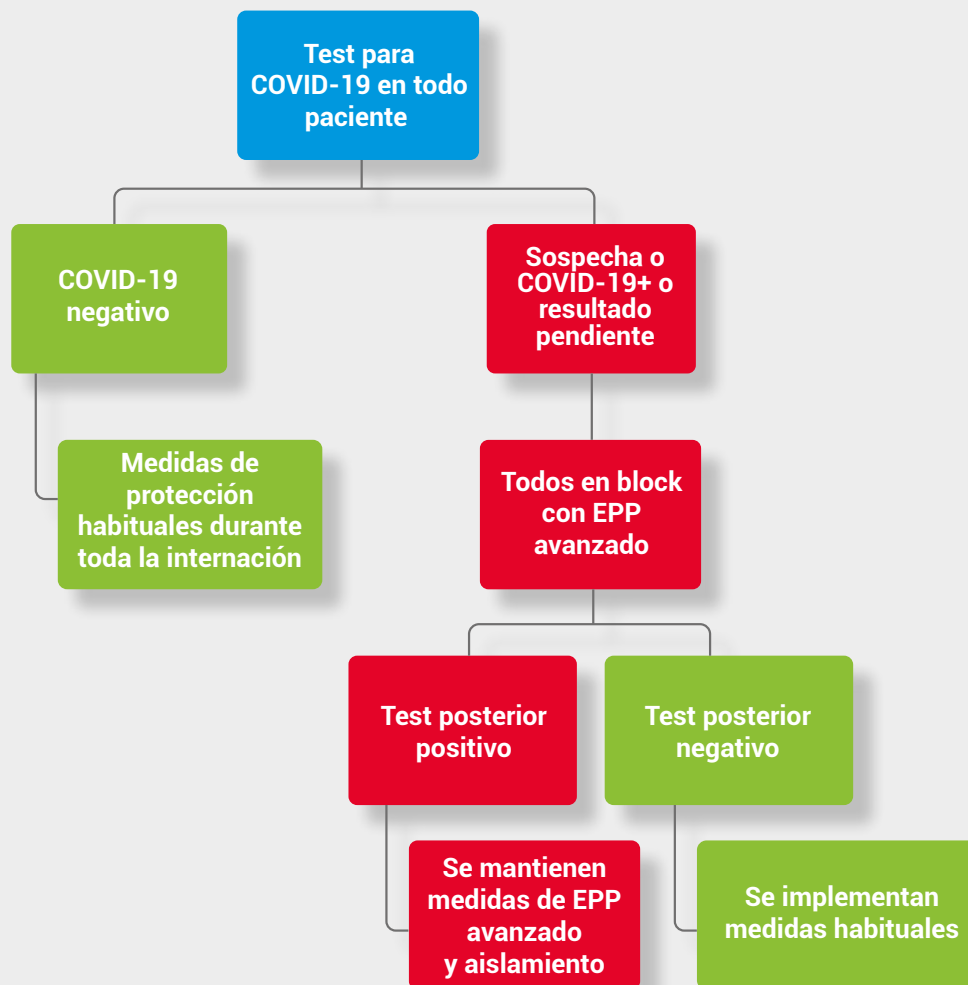 Test para
COVID-19 en todo
paciente
COVID-19
negativo
Sospecha o
COVID-19+ o
resultado
pendiente
Medidas de
protección
habituales durante
toda la internación
Todos en block
con EPP
avanzado
Test posterior
positivo
Test posterior
negativo
Se mantienen
medidas de EPP
avanzado
y aislamiento
Se implementan
medidas habituales